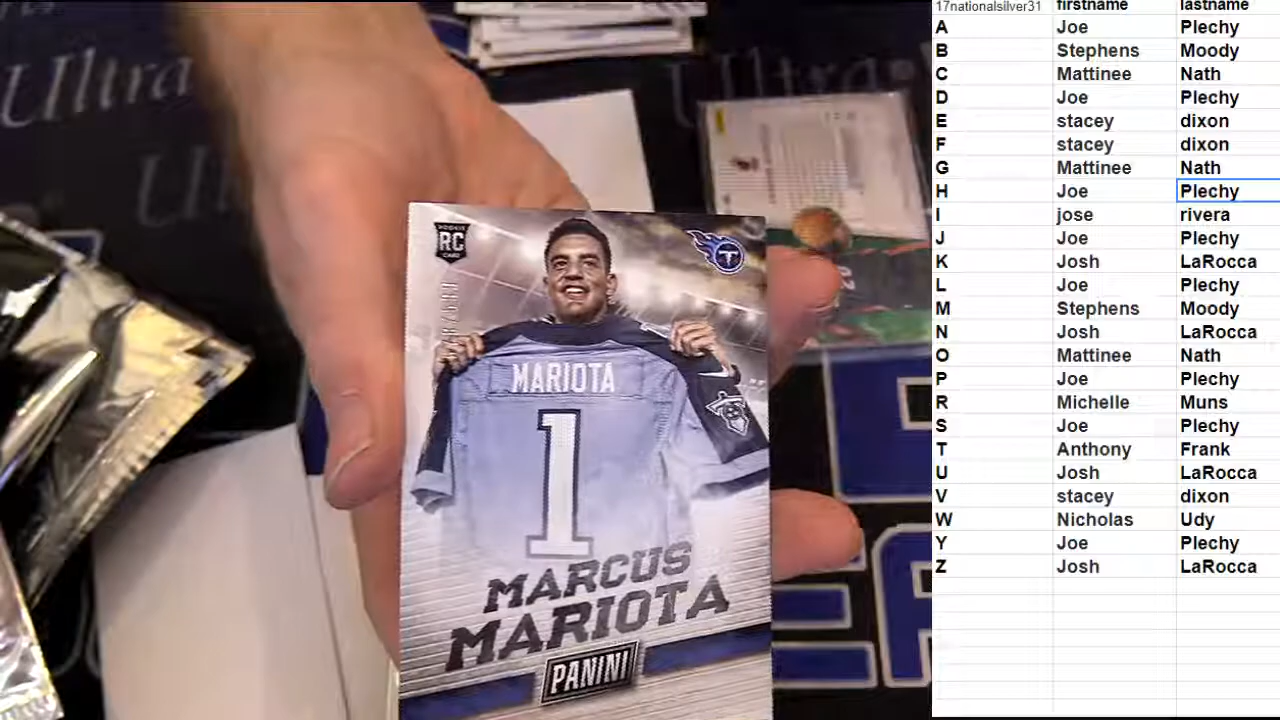 Ultra
Ultra
U
ROOKIE
RC
CARD
T
MARIOTA
1
MARCUS
MARIOTA
PANINI
17nationalsilver31 firstname lastname
A Joe Plechy
B Stephens Moody
C Mattinee Nath
D Joe Plechy
E stacey dixon
F stacey dixon
G Mattinee Nath
H Joe Plechy
I jose rivera
J Joe Plechy
K Josh LaRocca
L Joe Plechy
M Stephens Moody
N Josh LaRocca
O Mattinee Nath
P Joe Plechy
R Michelle Muns
S Joe Plechy
T Anthony Frank
U Josh LaRocca
V stacey dixon
W Nicholas Udy
Y Joe Plechy
Z Josh LaRocca